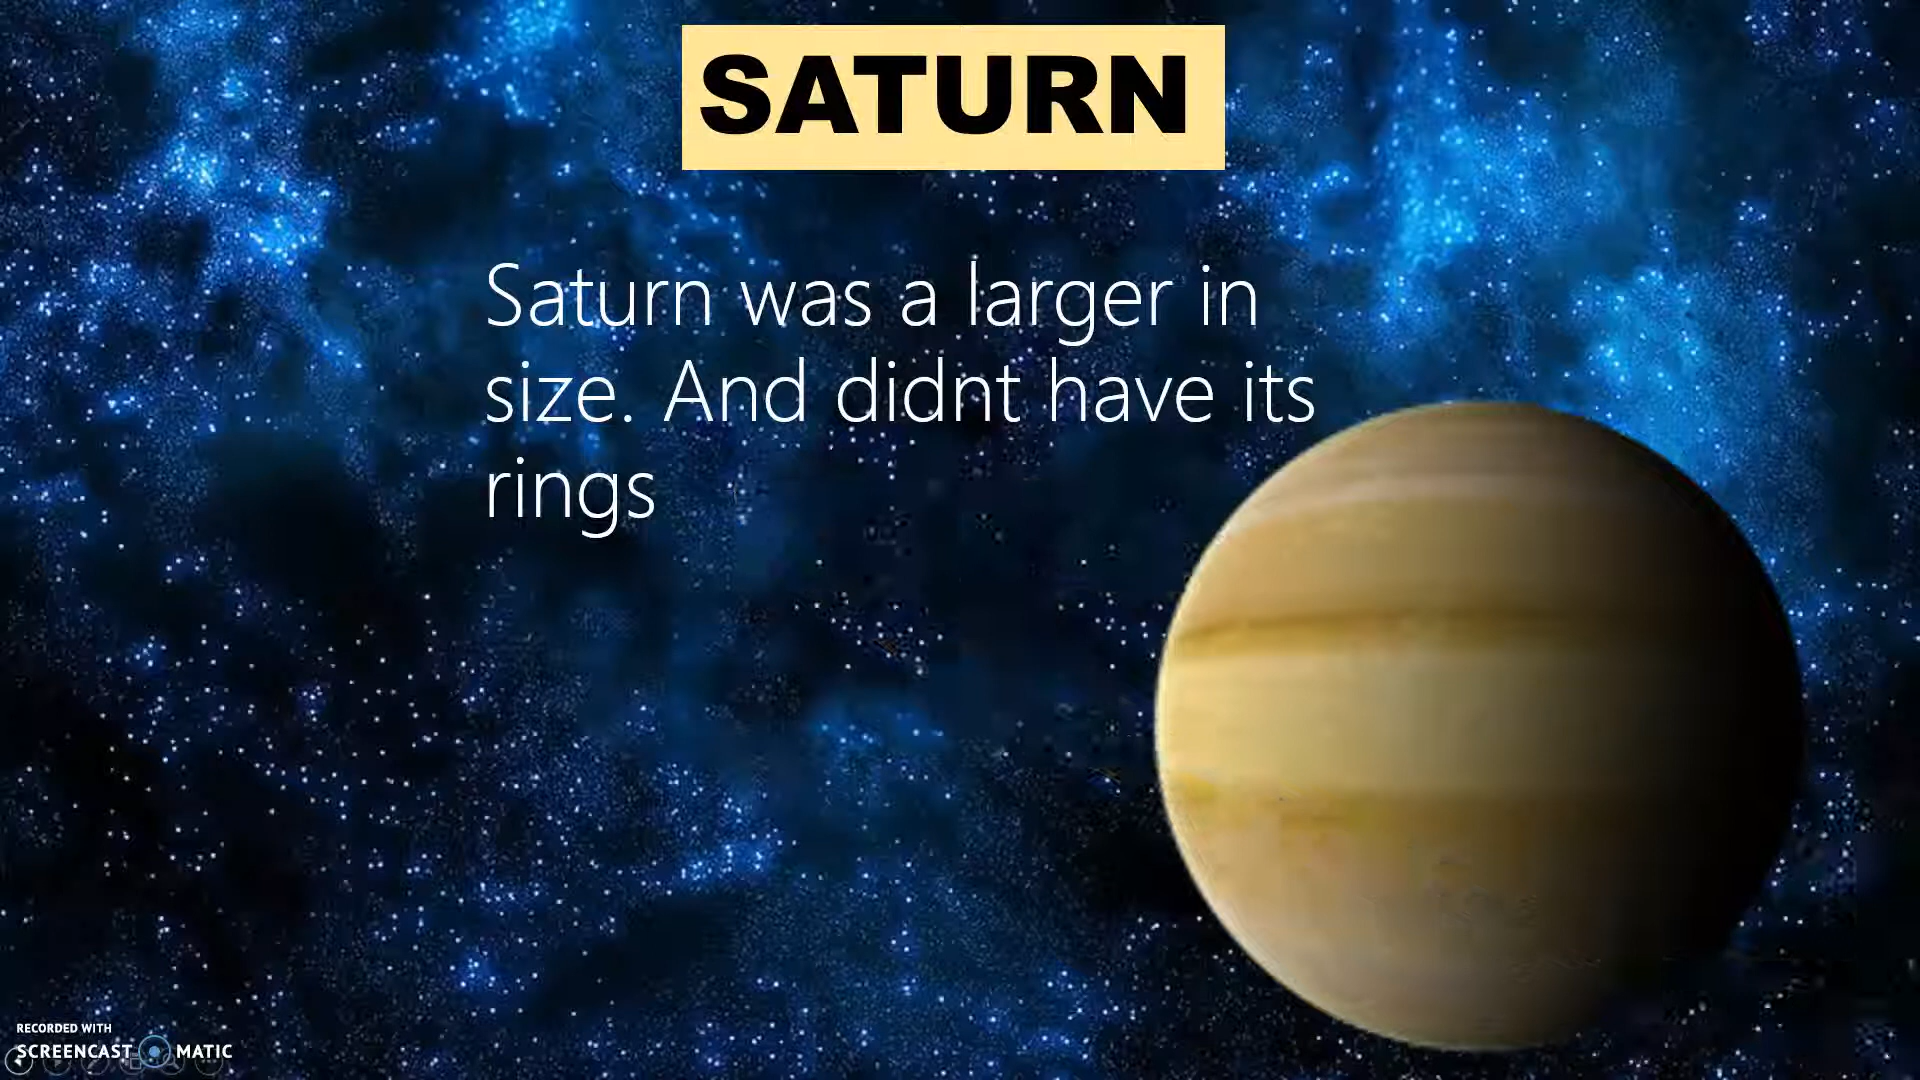 SATURN
Saturn was a larger in
size. And didnt have its
rings
RECORDED WITH
SCREENCAST MATIC